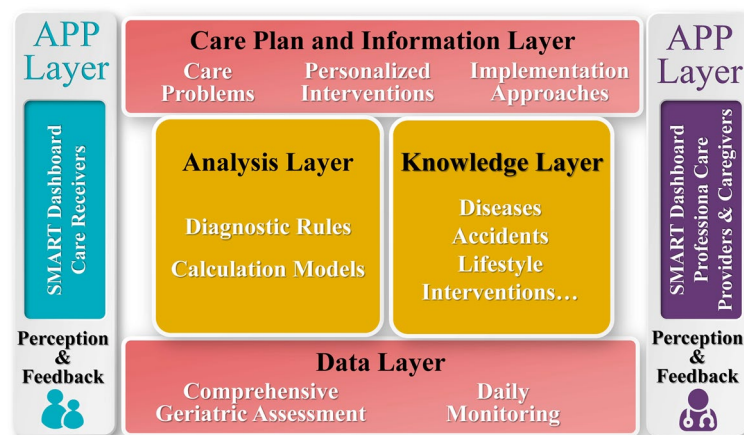 APP
Layer
SMART Dashboard
Care Receivers
Perception
&
Feedback
Care Plan and Information Layer
Care
Problems
Personalized
Interventions
Implementation
Approaches
Analysis Layer
Diagnostic Rules
Calculation Models
Knowledge Layer
Diseases
Accidents
Lifestyle
Interventions…
Data Layer
Comprehensive
Geriatric Assessment
Daily
Monitoring
APP
Layer
SMART Dashboard
Professiona Care
Providers & Caregivers
Perception
&
Feedback